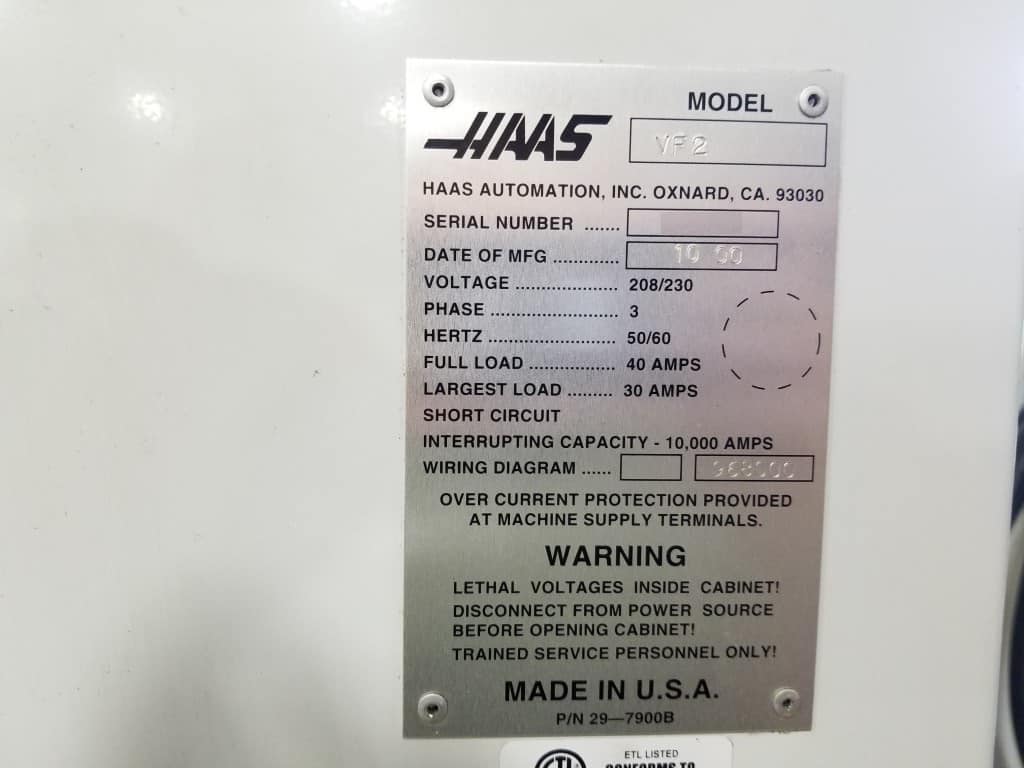 MODEL
HAAS
VF2
HAAS AUTOMATION, INC. OXNARD, CA. 93030
SERIAL NUMBER .......
DATE OF MFG ............ 10 00
VOLTAGE ................... 208/230
PHASE ........................ 3
HERTZ ........................ 50/60
FULL LOAD ................ 40 AMPS
LARGEST LOAD ......... 30 AMPS
SHORT CIRCUIT
INTERRUPTING CAPACITY - 10,000 AMPS
WIRING DIAGRAM ......
OVER CURRENT PROTECTION PROVIDED
AT MACHINE SUPPLY TERMINALS.
WARNING
LETHAL VOLTAGES INSIDE CABINET!
DISCONNECT FROM POWER SOURCE
BEFORE OPENING CABINET!
TRAINED SERVICE PERSONNEL ONLY!
MADE IN U.S.A.
P/N 29—7900B
ETL LISTED
CONFORMS TO